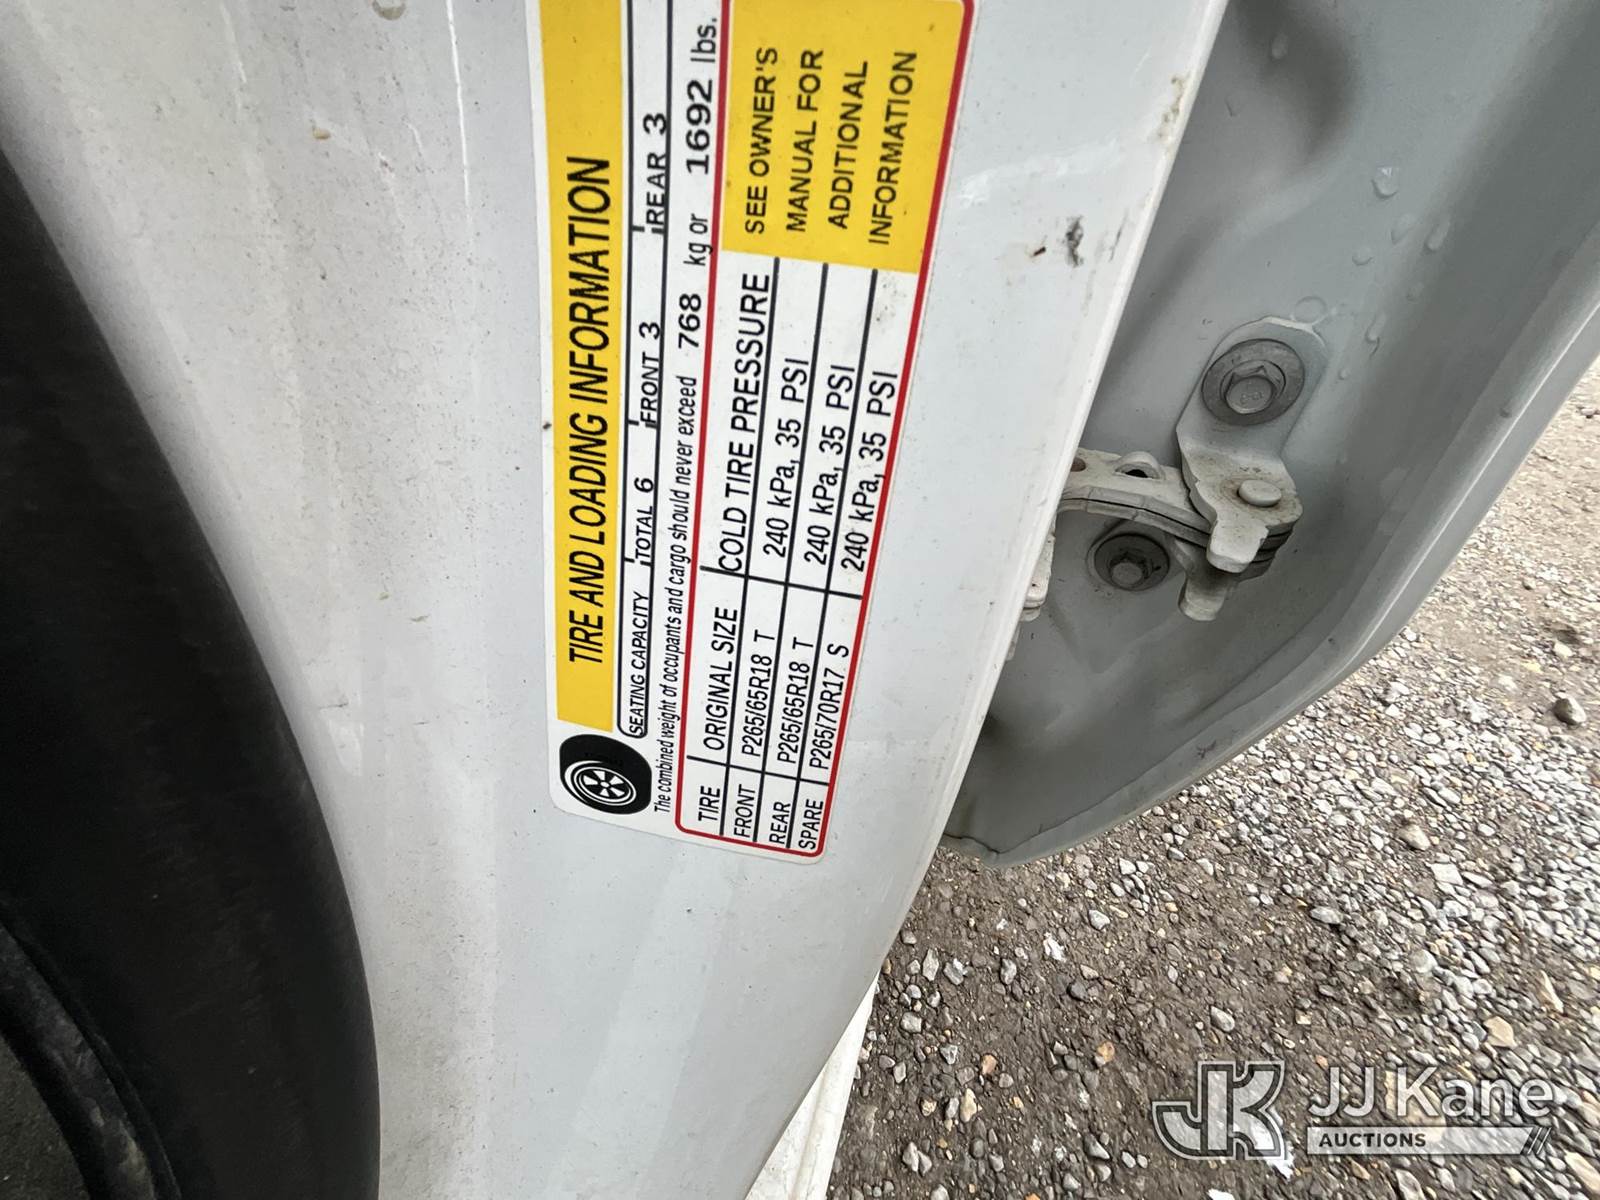 TIRE AND LOADING INFORMATION
SEATING CAPACITY TOTAL 6 FRONT 3 REAR 3
The combined weight of occupants and cargo should never exceed 768 kg or 1692 lbs.
TIRE ORIGINAL SIZE COLD TIRE PRESSURE
FRONT P265/65R18 T 240 kPa, 35 PSI
REAR P265/65R18 T 240 kPa, 35 PSI
SPARE P265/70R17 S 240 kPa, 35 PSI
SEE OWNER'S
MANUAL FOR
ADDITIONAL
INFORMATION
JK JJ Kane
AUCTIONS